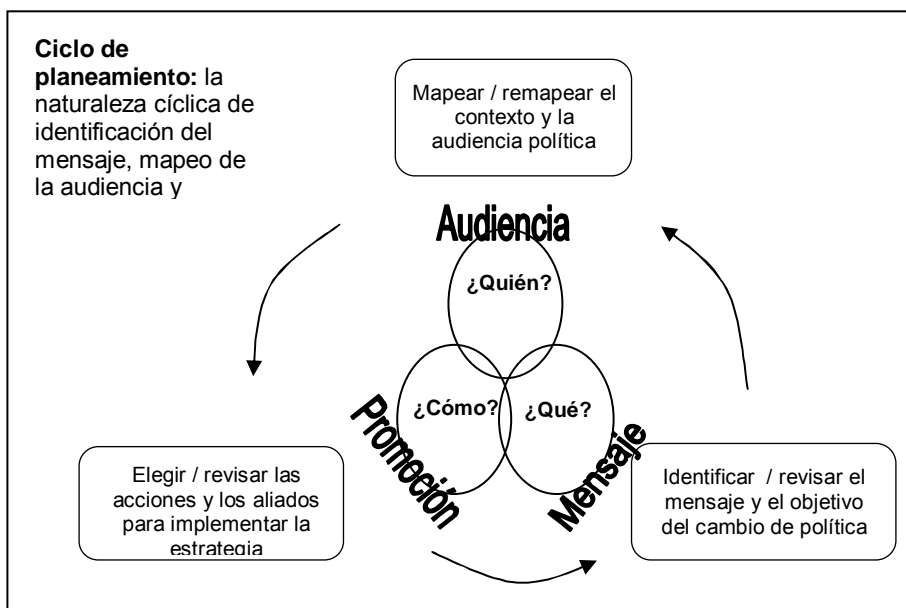 Ciclo de
planeamiento: la
naturaleza cíclica de
identificación del
mensaje, mapeo de
la audiencia y
Mapear / remapear el
contexto y la
audiencia política
Audiencia
¿Quién?
¿Cómo?
¿Qué?
Promoción
Mensaje
Elegir / revisar las
acciones y los aliados
para implementar la
estrategia
Identificar / revisar el
mensaje y el objetivo
del cambio de política